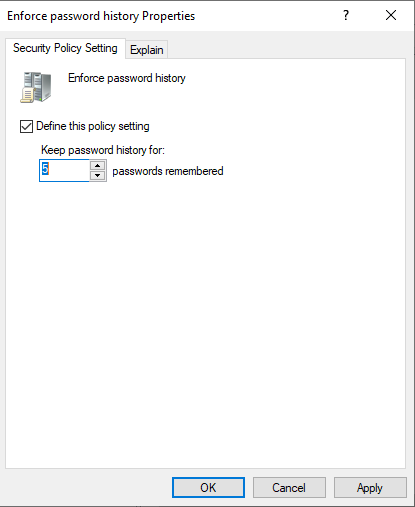 Enforce password history Properties
?
Security Policy Setting
Explain
Enforce password history
Define this policy setting
Keep password history for:
5
passwords remembered
OK
Cancel
Apply